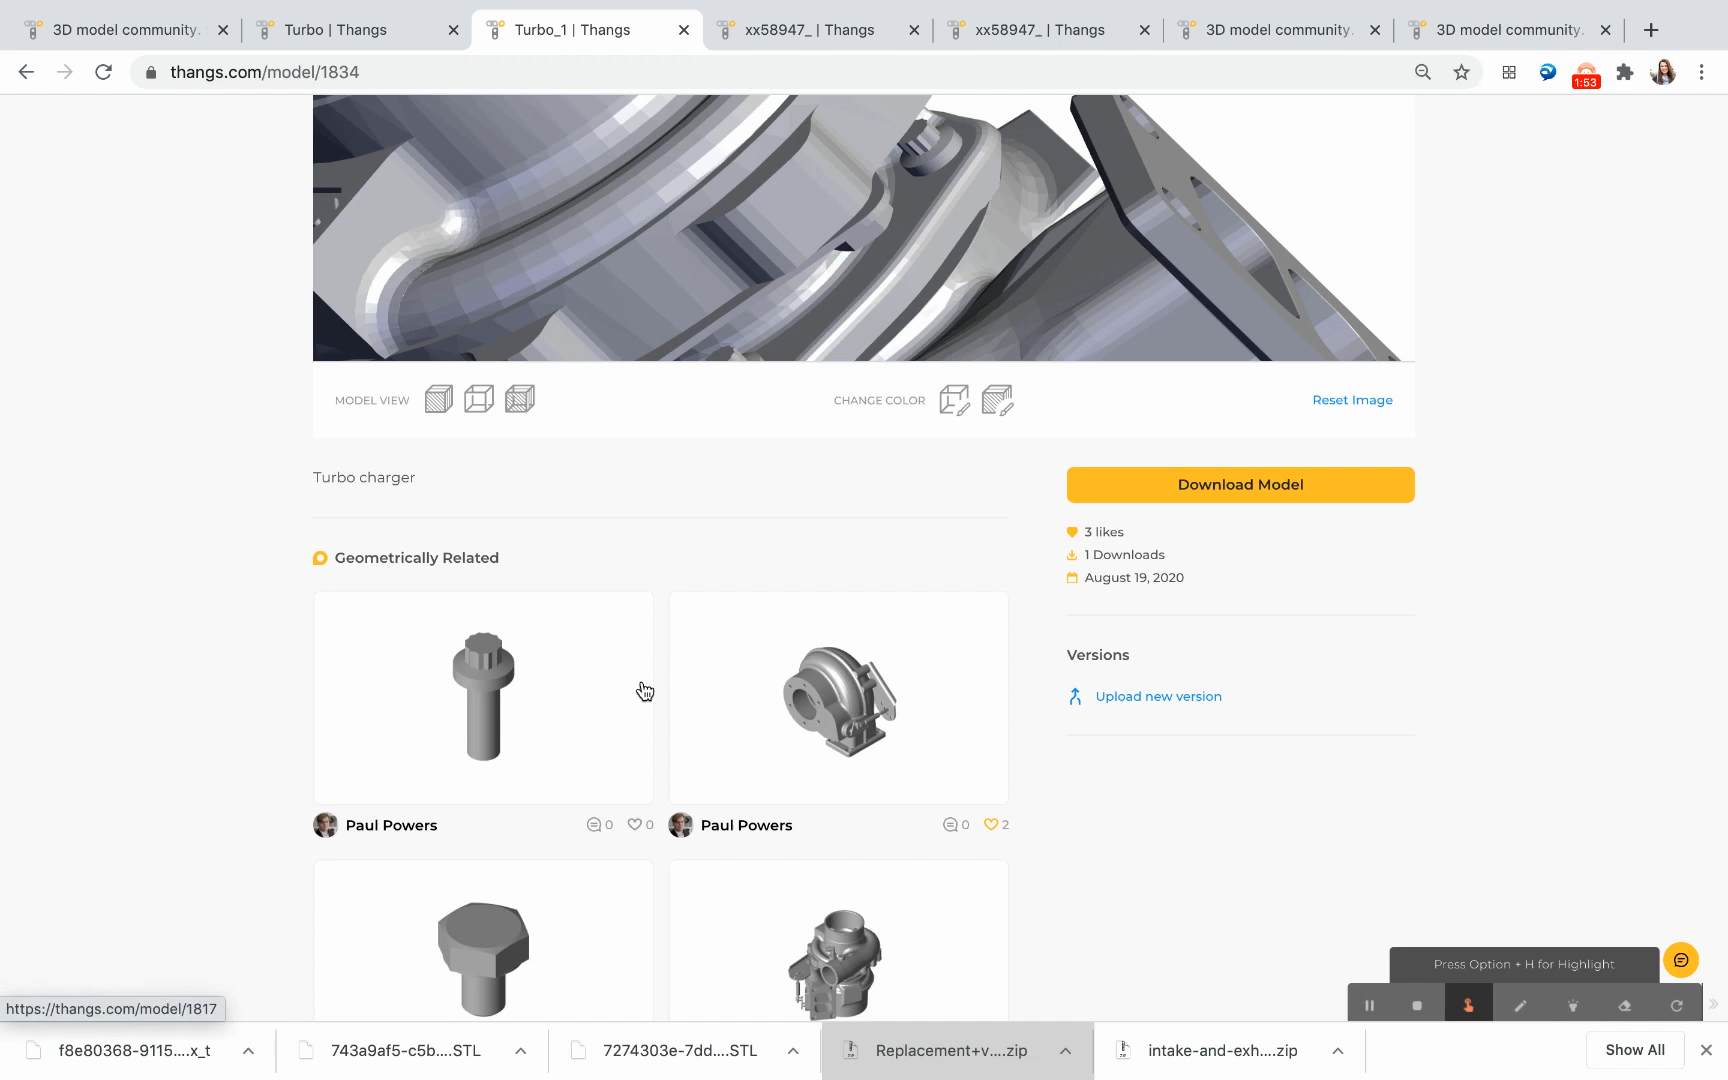 3D model community.
Turbo | Thangs
Turbo_1 | Thangs
xx58947_ | Thangs
xx58947_ | Thangs
3D model community.
3D model community.
thangs.com/model/1834
1:53
MODEL VIEW
CHANGE COLOR
Reset Image
Turbo charger
Download Model
3 likes
1 Downloads
August 19, 2020
Geometrically Related
Versions
Upload new version
Paul Powers
0
0
Paul Powers
0
2
Press Option + H for Highlight
https://thangs.com/model/1817
f8e80368-9115....x_t
743a9af5-c5b....STL
7274303e-7dd....STL
Replacement+v....zip
intake-and-exh....zip
Show All